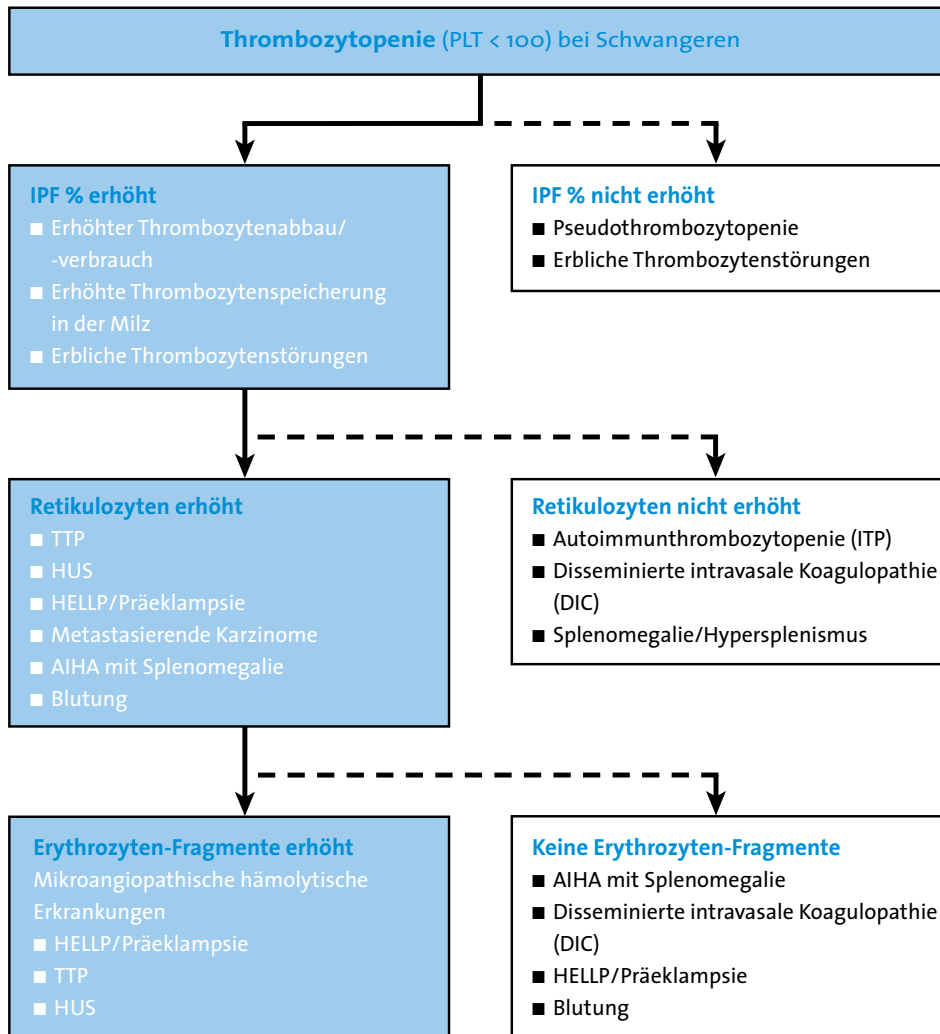 Thrombozytopenie (PLT < 100) bei Schwangeren
IPF % erhöht
■ Erhöhter Thrombozytenabbau/
-verbrauch
■ Erhöhte Thrombozytenspeicherung
in der Milz
■ Erbliche Thrombozytenstörungen
IPF % nicht erhöht
■ Pseudothrombozytopenie
■ Erbliche Thrombozytenstörungen
Retikulozyten erhöht
■ TTP
■ HUS
■ HELLP/Präeklampsie
■ Metastasierende Karzinome
■ AIHA mit Splenomegalie
■ Blutung
Retikulozyten nicht erhöht
■ Autoimmunthrombozytopenie (ITP)
■ Disseminierte intravasale Koagulopathie
(DIC)
■ Splenomegalie/Hypersplenismus
Erythrozyten-Fragmente erhöht
Mikroangiopathische hämolytische
Erkrankungen
■ HELLP/Präeklampsie
■ TTP
■ HUS
Keine Erythrozyten-Fragmente
■ AIHA mit Splenomegalie
■ Disseminierte intravasale Koagulopathie
(DIC)
■ HELLP/Präeklampsie
■ Blutung